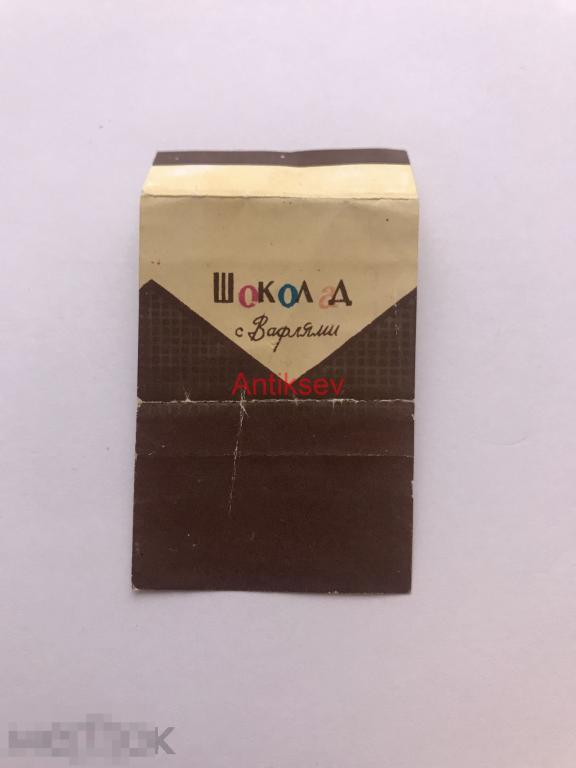 Шоколад
с Вафлями
Antiksev